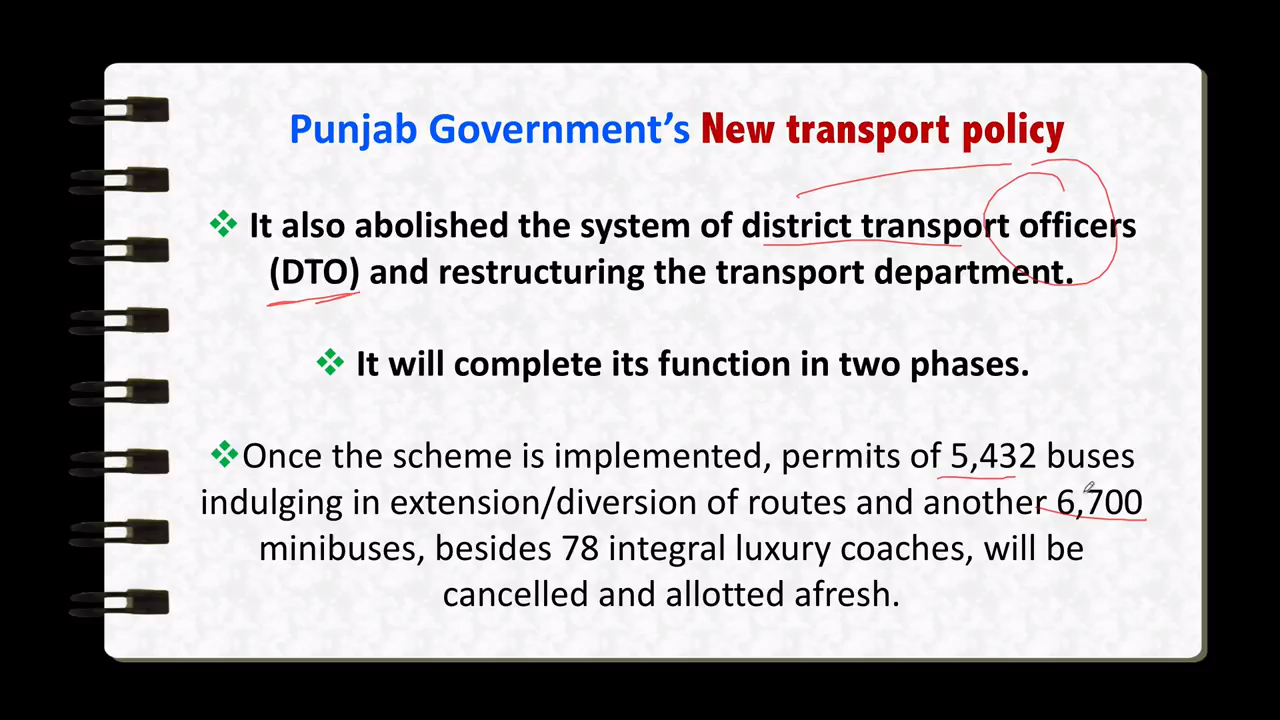 Punjab Government's New transport policy
❖ It also abolished the system of district transport officers
(DTO) and restructuring the transport department.
❖ It will complete its function in two phases.
❖Once the scheme is implemented, permits of 5,432 buses
indulging in extension/diversion of routes and another 6,700
minibuses, besides 78 integral luxury coaches, will be
cancelled and allotted afresh.